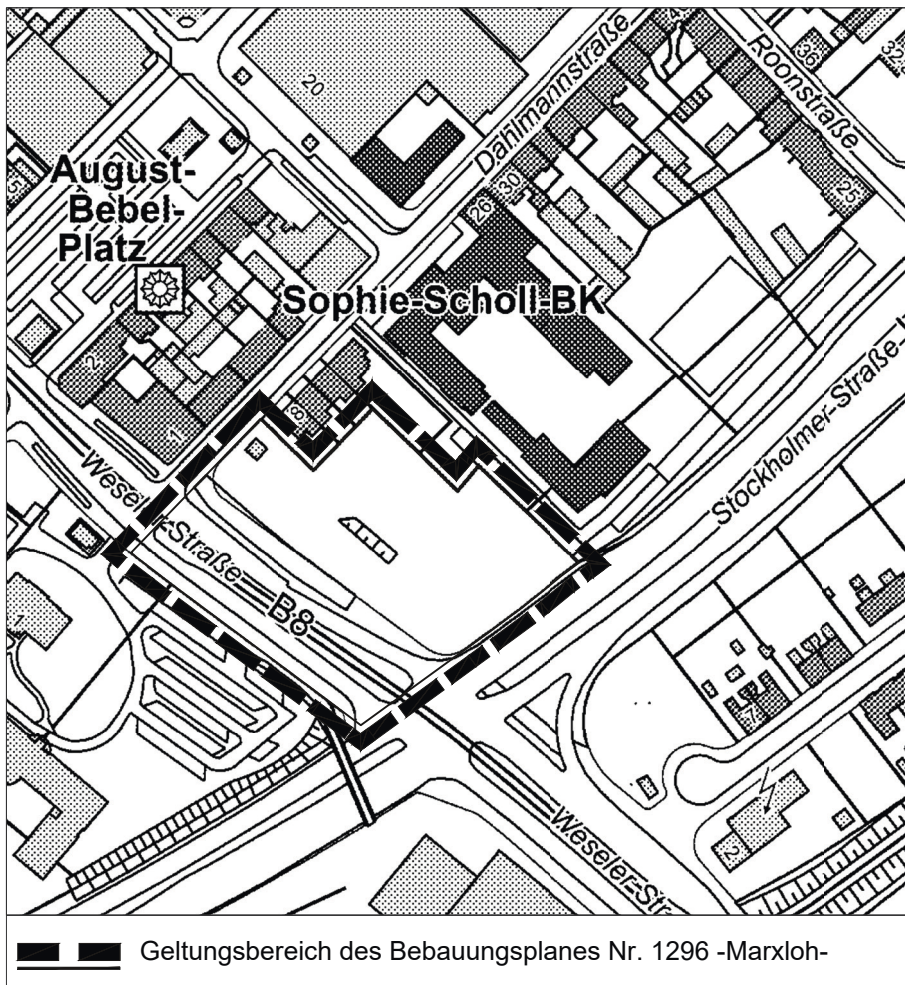 20
Dahlmannstraße
Roonstraße
36
25
30
26
August-
Bebel-
Platz
Sophie-Scholl-BK
2
1
8
Weseler-Straße
B8
Stockholmer-Straße
7
2
Weseler-Str
Geltungsbereich des Bebauungsplanes Nr. 1296 -Marxloh-